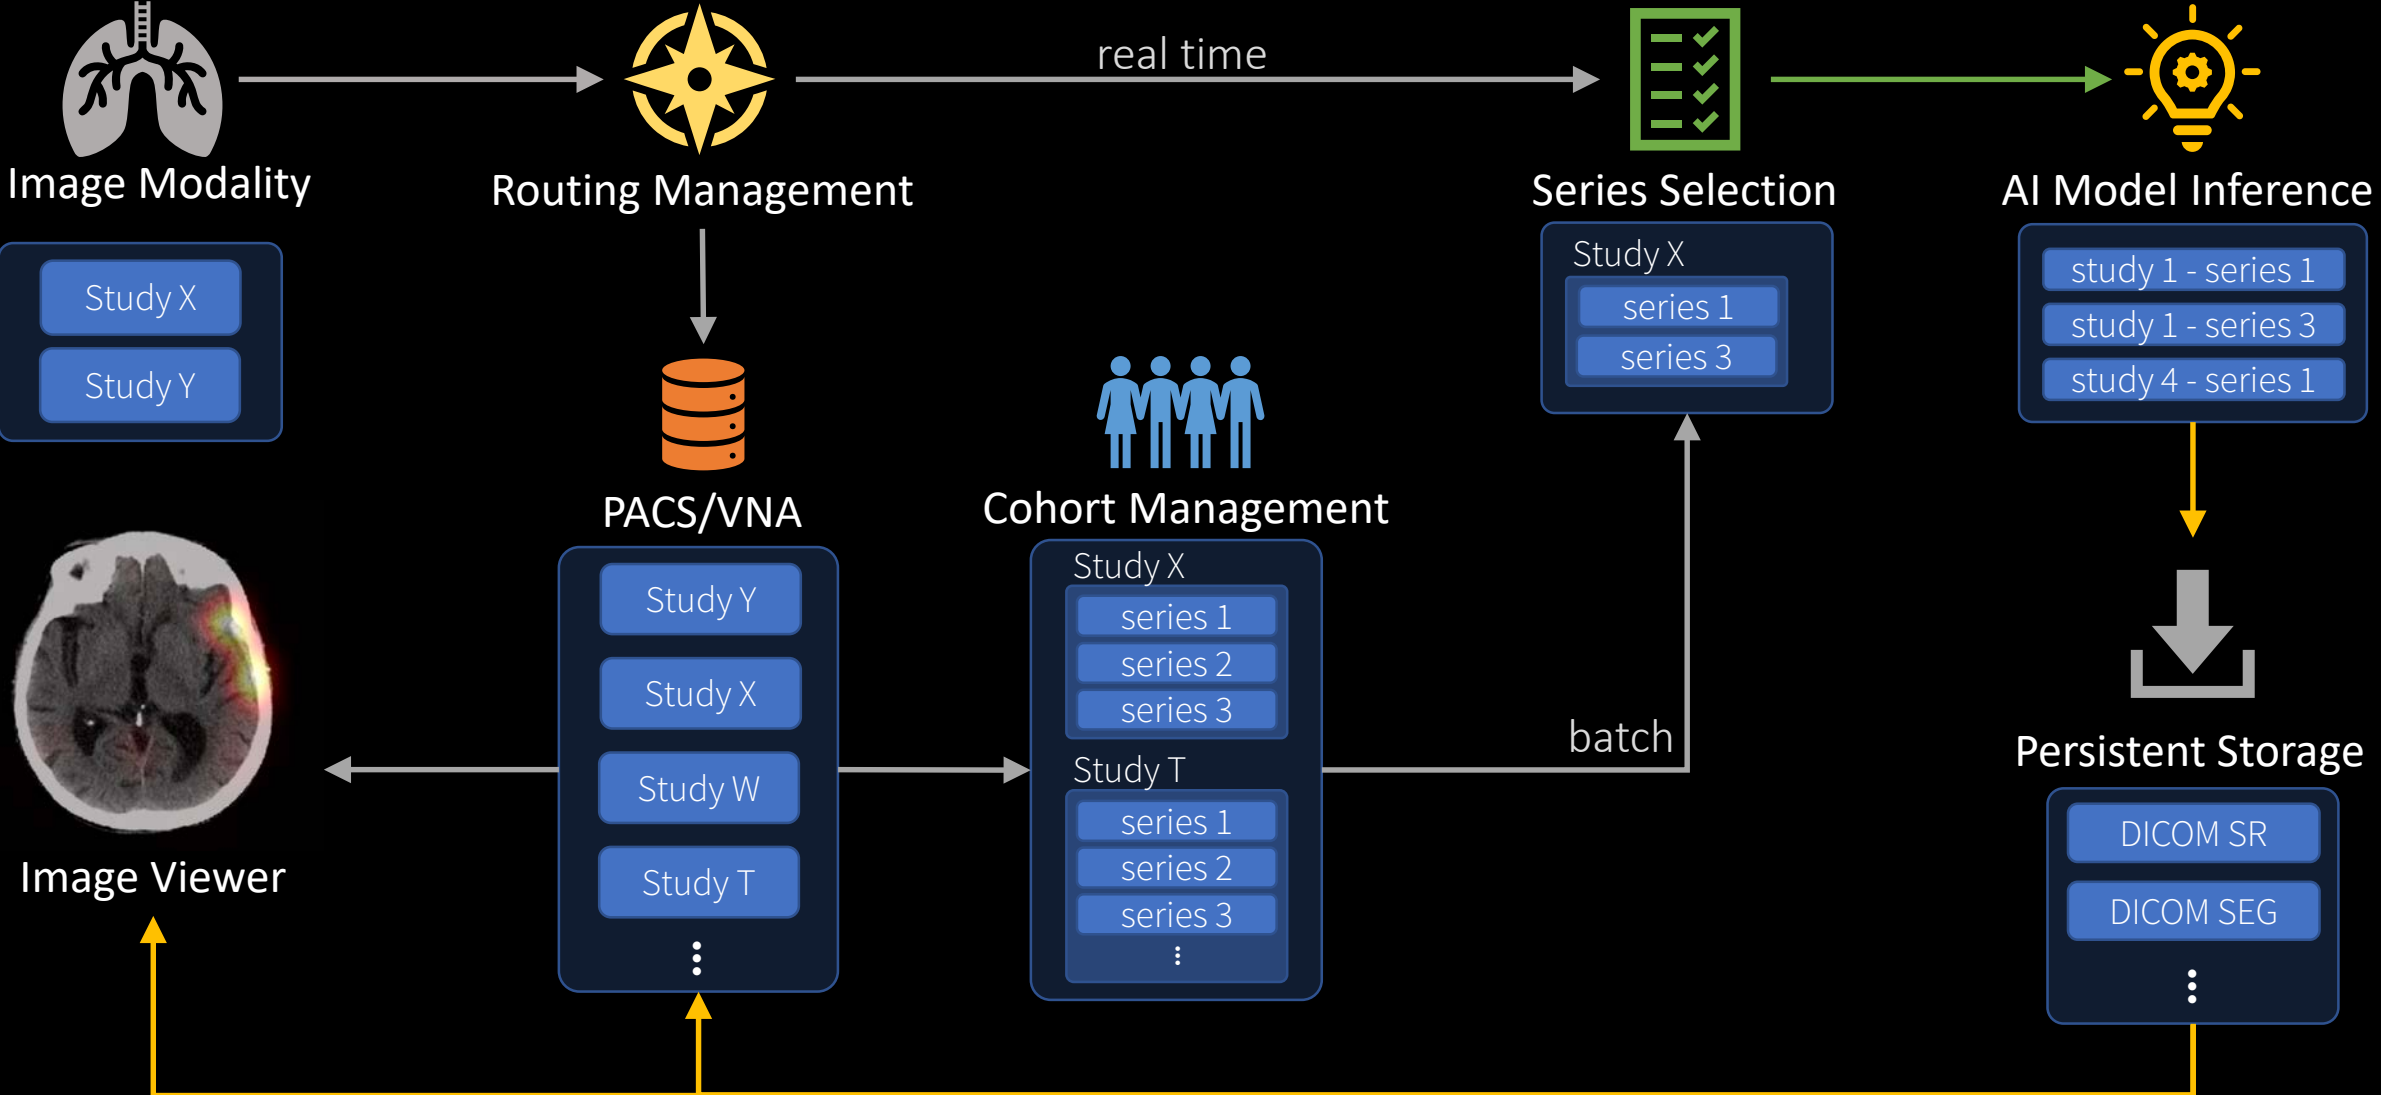 real time
Image Modality
Routing Management
Series Selection
AI Model Inference
Study X
Study Y
Study X
series 1
series 3
study 1 - series 1
study 1 - series 3
study 4 - series 1
PACS/VNA
Cohort Management
Study Y
Study X
Study W
Study T
Study X
series 1
series 2
series 3
Study T
series 1
series 2
series 3
batch
Persistent Storage
DICOM SR
DICOM SEG
Image Viewer